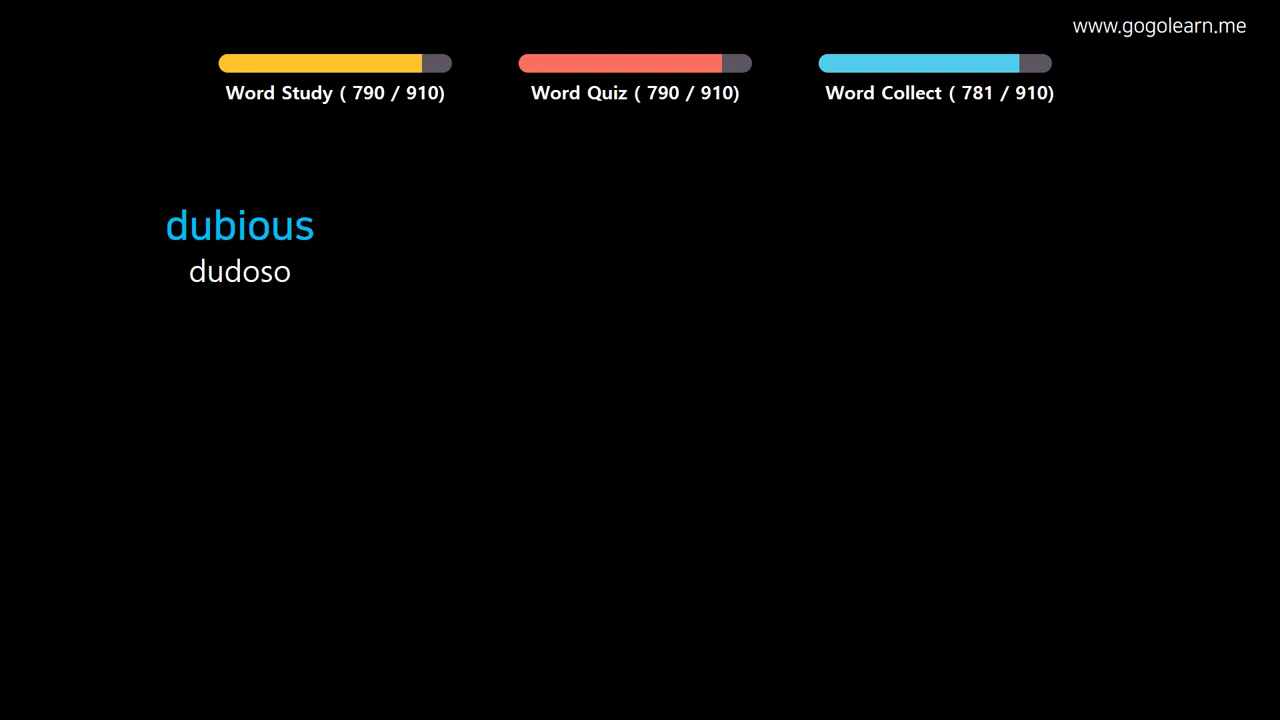 www.gogolearn.me
Word Study ( 790 / 910)
Word Quiz ( 790 / 910)
Word Collect ( 781 / 910)
dubious
dudoso